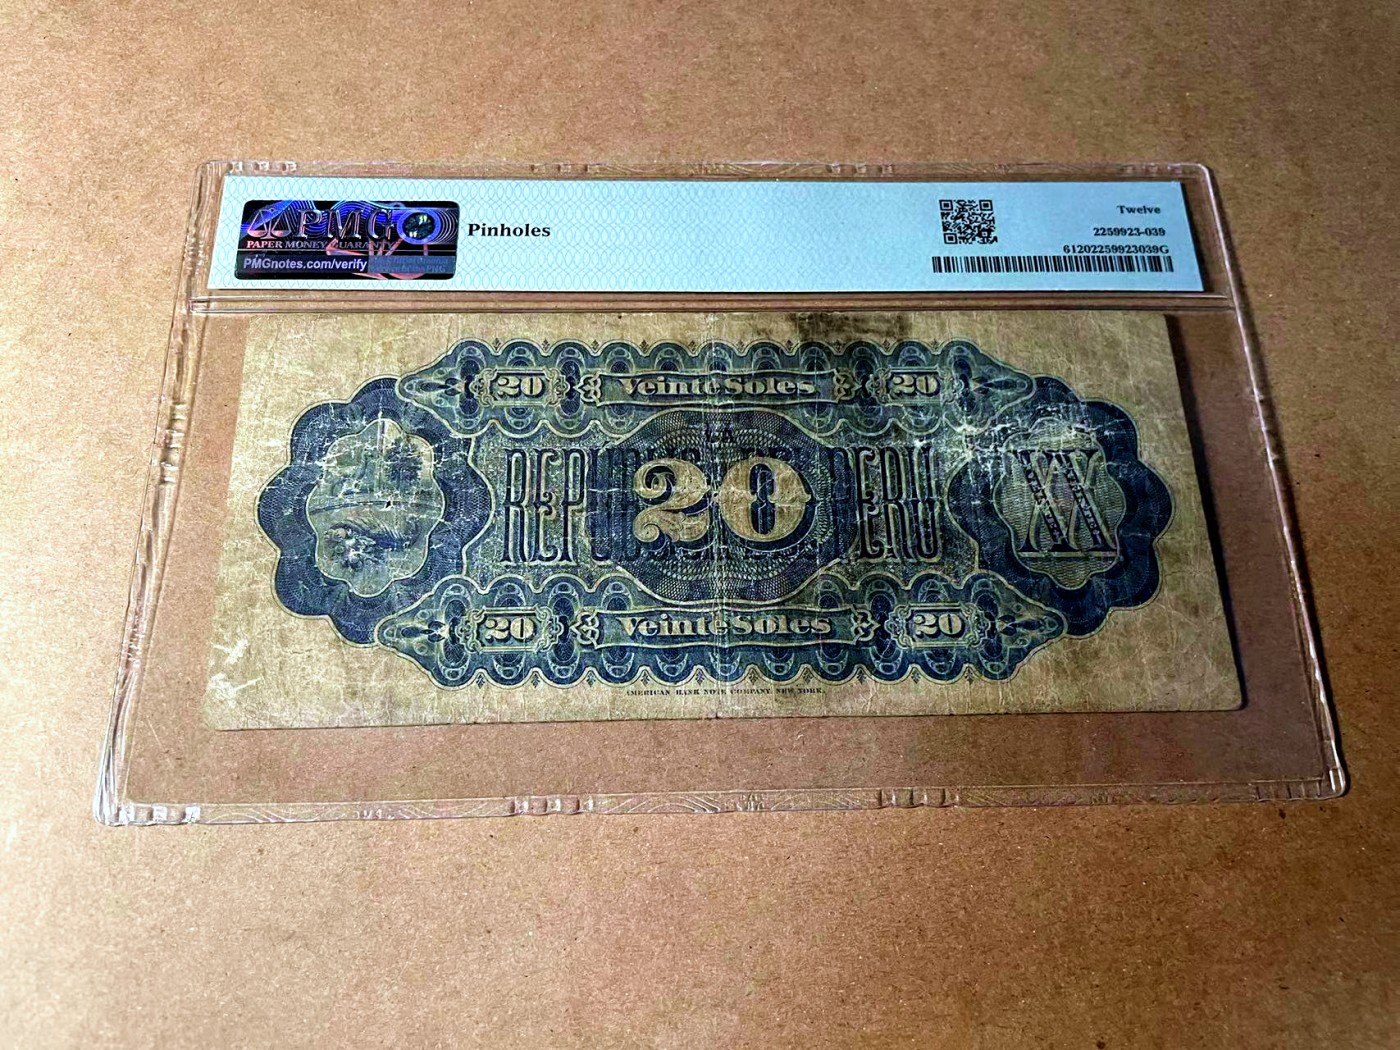 PMG
PAPER MONEY GUARANTY
PMGnotes.com/verify
Pinholes
Twelve
2259923-039
61202259923039G
20 Veinte Soles 20
LA
REPUBLICA DEL PERU
20
XX
20 Veinte Soles 20
AMERICAN BANK NOTE COMPANY, NEW YORK.